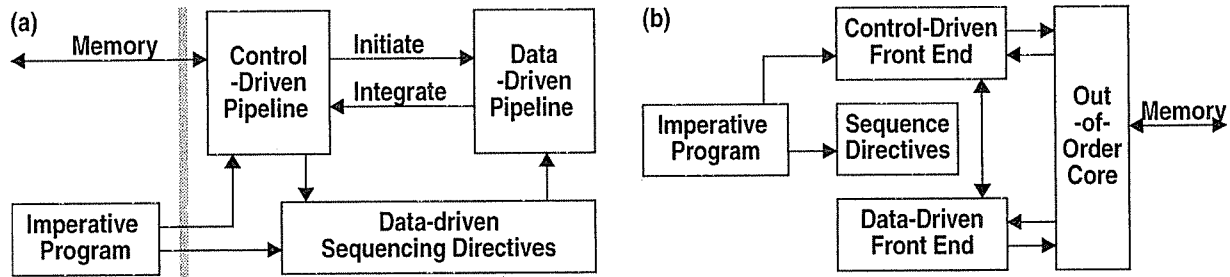 (a)
Memory
Control
-Driven
Pipeline
Initiate
Integrate
Data
-Driven
Pipeline
Imperative
Program
Data-driven
Sequencing Directives
(b)
Control-Driven
Front End
Imperative
Program
Sequence
Directives
Out
-of-
Order
Core
Memory
Data-Driven
Front End